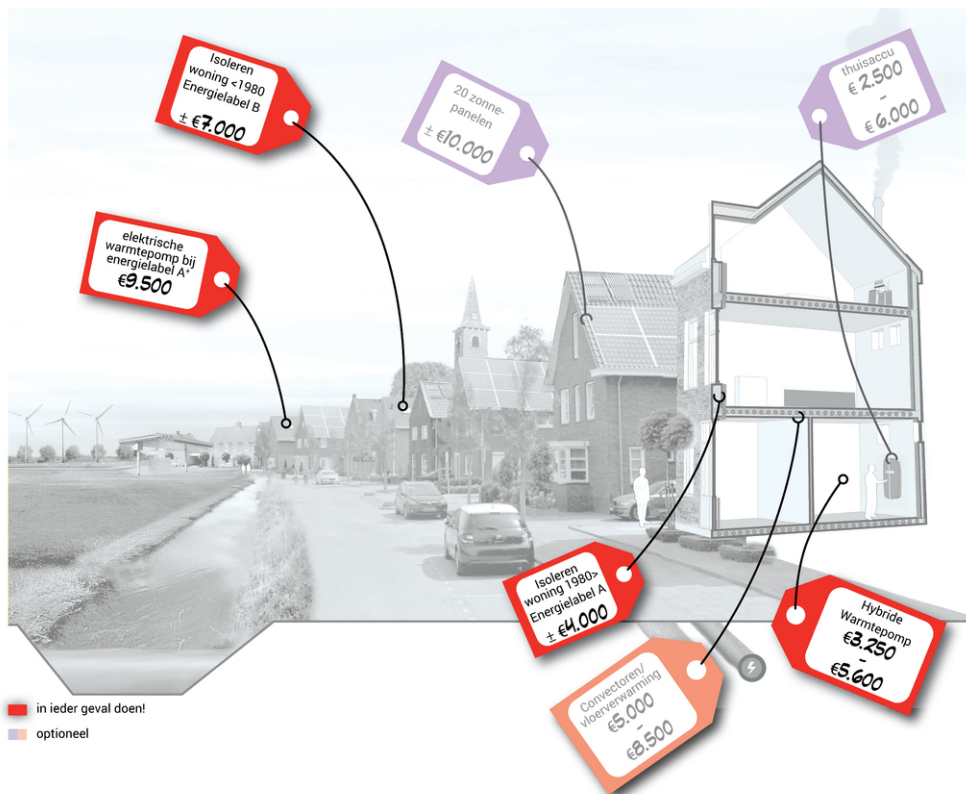 Isoleren
woning <1980
Energielabel B
± €7.000
20 zonne-
panelen
± €10.000
thuisaccu
€ 2.500
–
€ 6.000
elektrische
warmtepomp bij
energielabel A⁺
€9.500
Isoleren
woning 1980>
Energielabel A
± €4.000
Hybride
Warmtepomp
€3.250
–
€5.600
Convectoren/
vloerverwarming
€5.000
–
€8.500
in ieder geval doen!
optioneel